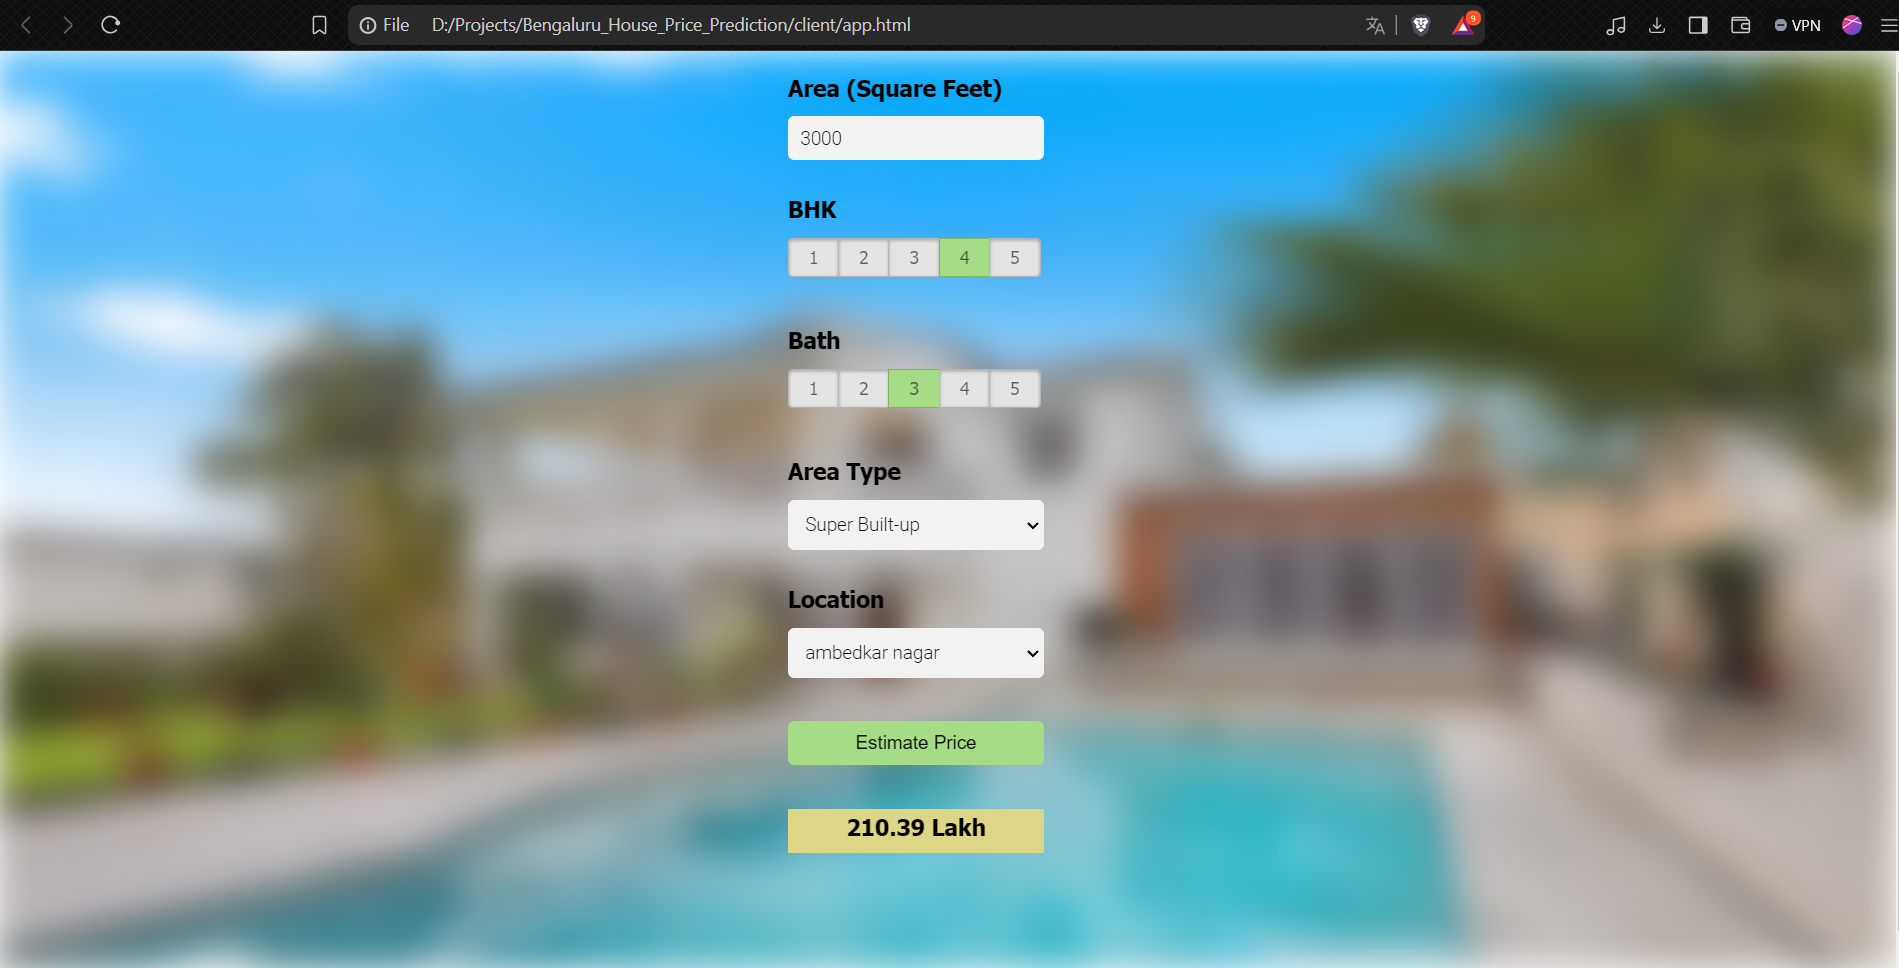 File D:/Projects/Bengaluru_House_Price_Prediction/client/app.html 9 VPN
Area (Square Feet)
3000
BHK
1 2 3 4 5
Bath
1 2 3 4 5
Area Type
Super Built-up
Location
ambedkar nagar
Estimate Price
210.39 Lakh